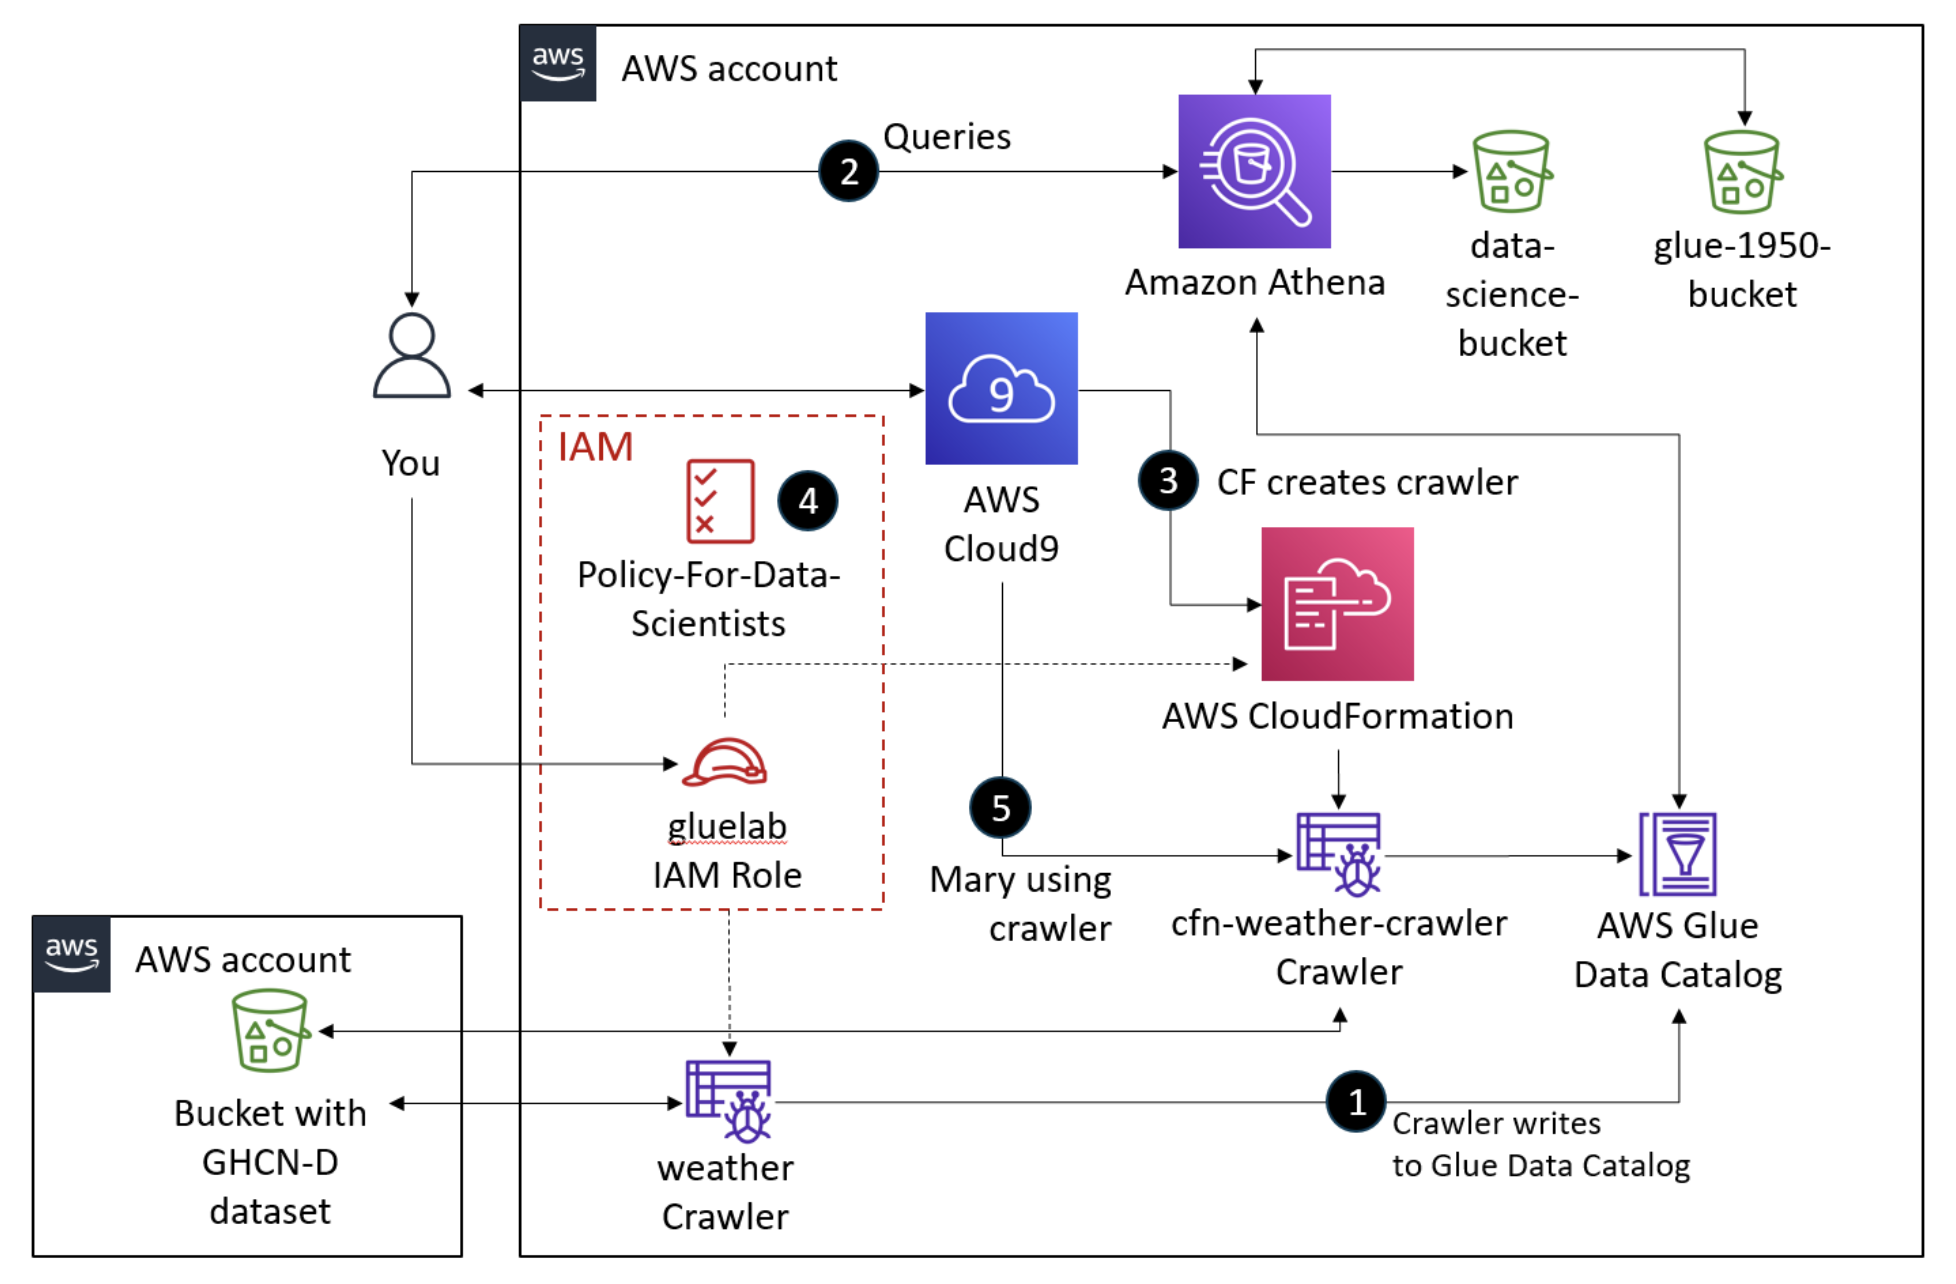 aws
AWS account
Queries
2
Amazon Athena
data-
science-
bucket
glue-1950-
bucket
You
9
AWS
Cloud9
3
CF creates crawler
IAM
4
Policy-For-Data-
Scientists
AWS CloudFormation
gluelab
IAM Role
5
Mary using
crawler
cfn-weather-crawler
Crawler
AWS Glue
Data Catalog
aws
AWS account
Bucket with
GHCN-D
dataset
weather
Crawler
1
Crawler writes
to Glue Data Catalog